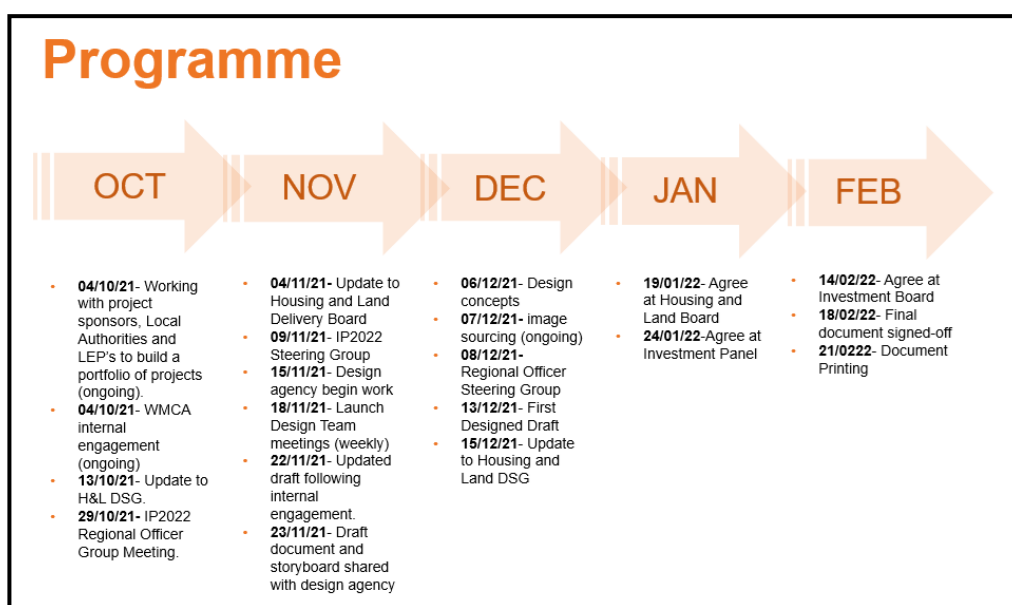 Programme
OCT
NOV
DEC
JAN
FEB
• 04/10/21- Working
with project
sponsors, Local
Authorities and
LEP's to build a
portfolio of projects
(ongoing).
• 04/10/21- WMCA
internal
engagement
(ongoing)
• 13/10/21- Update to
H&L DSG.
• 29/10/21- IP2022
Regional Officer
Group Meeting.
• 04/11/21- Update to
Housing and Land
Delivery Board
• 09/11/21- IP2022
Steering Group
• 15/11/21- Design
agency begin work
• 18/11/21- Launch
Design Team
meetings (weekly)
• 22/11/21- Updated
draft following
internal
engagement.
• 23/11/21- Draft
document and
storyboard shared
with design agency
• 06/12/21- Design
concepts
• 07/12/21- image
sourcing (ongoing)
• 08/12/21-
Regional Officer
Steering Group
• 13/12/21- First
Designed Draft
• 15/12/21- Update
to Housing and
Land DSG
• 19/01/22- Agree
at Housing and
Land Board
• 24/01/22-Agree at
Investment Panel
• 14/02/22- Agree at
Investment Board
• 18/02/22- Final
document signed-off
• 21/0222- Document
Printing